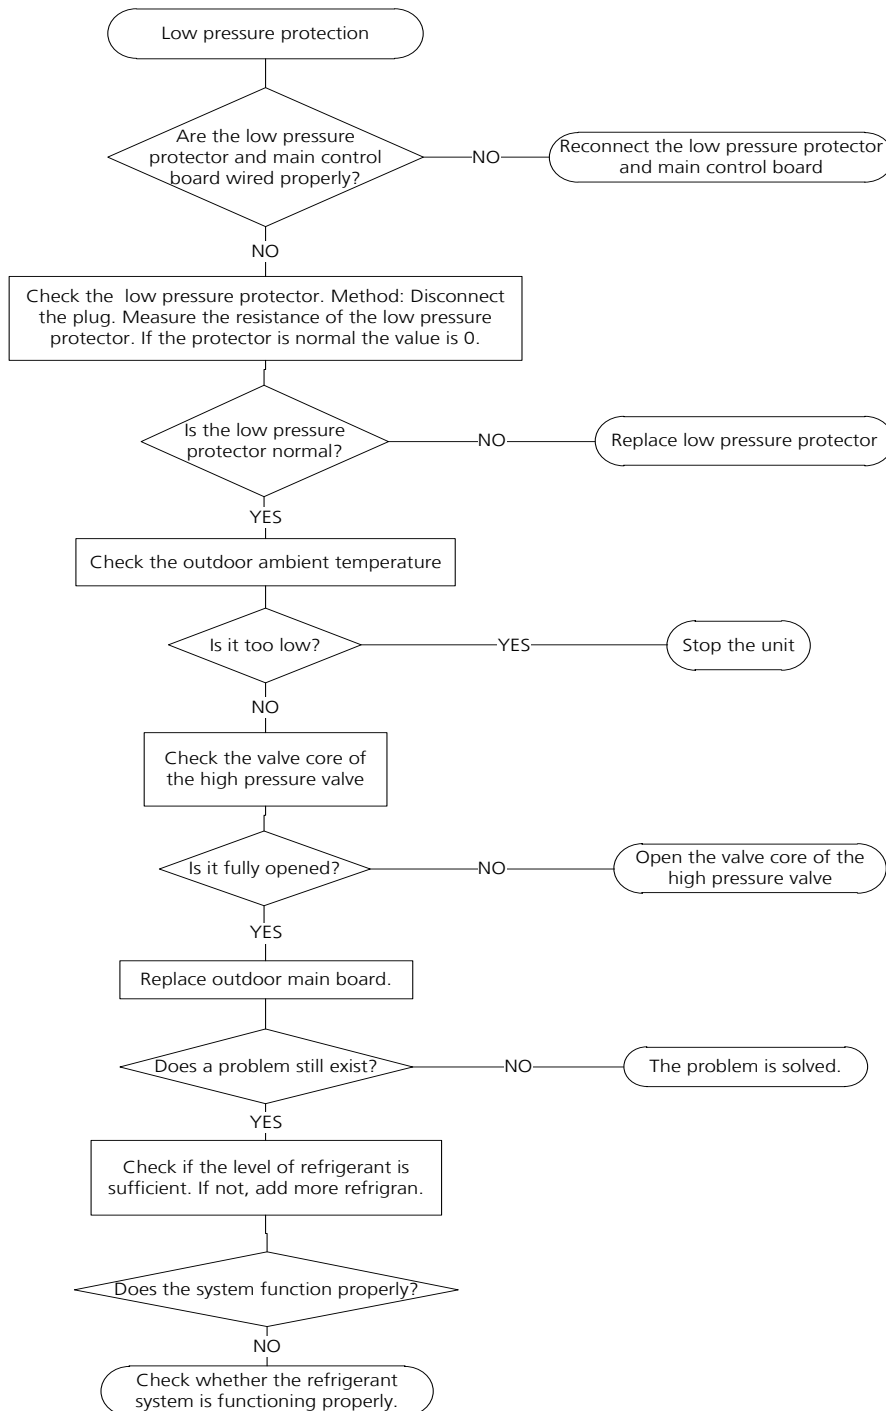 Low pressure protection
Are the low pressure
protector and main control
board wired properly?
NO
Reconnect the low pressure protector
and main control board
NO
Check the low pressure protector. Method: Disconnect
the plug. Measure the resistance of the low pressure
protector. If the protector is normal the value is 0.
Is the low pressure
protector normal?
NO
Replace low pressure protector
YES
Check the outdoor ambient temperature
Is it too low?
YES
Stop the unit
NO
Check the valve core of
the high pressure valve
Is it fully opened?
NO
Open the valve core of the
high pressure valve
YES
Replace outdoor main board.
Does a problem still exist?
NO
The problem is solved.
YES
Check if the level of refrigerant is
sufficient. If not, add more refrigran.
Does the system function properly?
NO
Check whether the refrigerant
system is functioning properly.